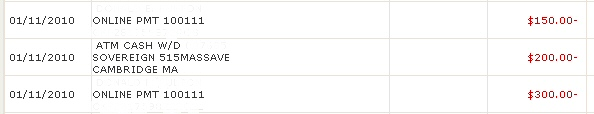 01/11/2010 ONLINE PMT 100111 $150.00-
ATM CASH W/D
01/11/2010 SOVEREIGN 515MASSAVE $200.00-
CAMBRIDGE MA
01/11/2010 ONLINE PMT 100111 $300.00-